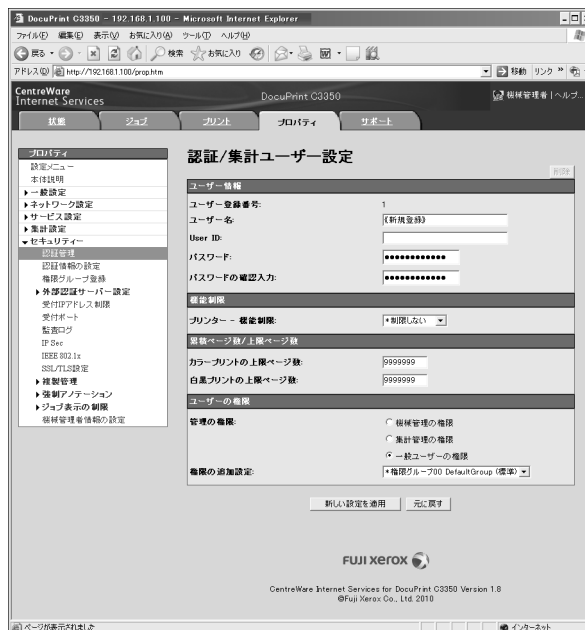 DocuPrint C3350 - 192.168.1.100 - Microsoft Internet Explorer
ファイル(F) 編集(E) 表示(V) お気に入り(A) ツール(T) ヘルプ(H)
戻る 検索 お気に入り
アドレス(D) http://192.168.1.100/prop.htm 移動 リンク »
CentreWare
Internet Services
DocuPrint C3350
機械管理者 | ヘルプ...
状態 ジョブ プリント プロパティ サポート
プロパティ
設定メニュー
本体説明
一般設定
ネットワーク設定
サービス設定
集計設定
セキュリティー
認証管理
認証情報の設定
権限グループ登録
外部認証サーバー設定
受付IPアドレス制限
受付ポート
監査ログ
IP Sec
IEEE 802.1x
SSL/TLS設定
複製管理
強制アノテーション
ジョブ表示の制限
機械管理者情報の設定
認証/集計ユーザー設定
削除
ユーザー情報
ユーザー登録番号: 1
ユーザー名: (新規登録)
User ID:
パスワード: ●●●●●●●●●●●●
パスワードの確認入力: ●●●●●●●●●●●●
機能制限
プリンター - 機能制限: *制限しない
累積ページ数/上限ページ数
カラープリントの上限ページ数: 9999999
白黒プリントの上限ページ数: 9999999
ユーザーの権限
管理の権限: 機械管理の権限
集計管理の権限
一般ユーザーの権限
権限の追加設定: *権限グループ00 DefaultGroup (標準)
新しい設定を適用 元に戻す
FUJI XEROX
CentreWare Internet Services for DocuPrint C3350 Version 1.8
©Fuji Xerox Co., Ltd. 2010
ページが表示されました インターネット